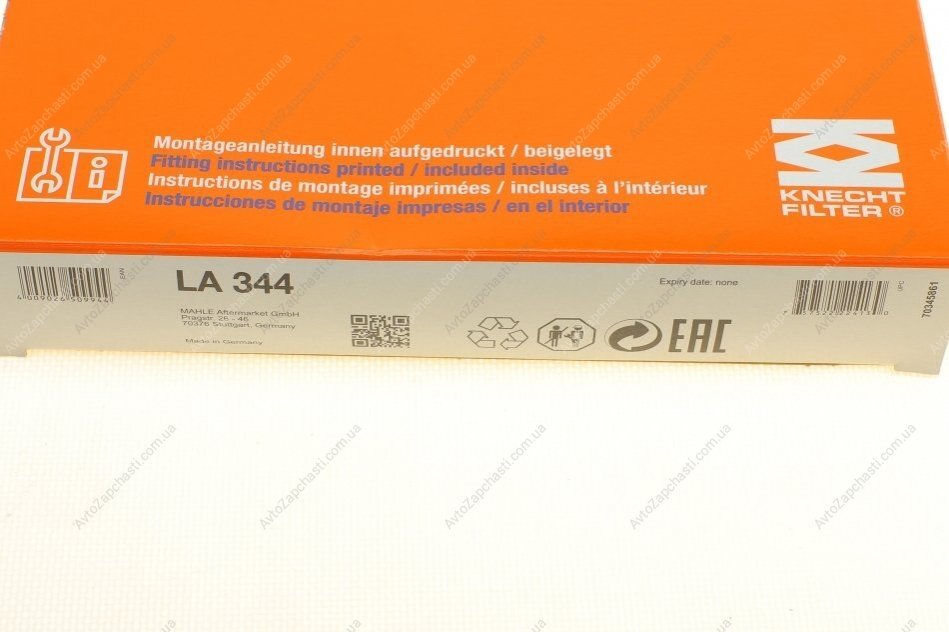 Montageanleitung innen aufgedruckt / beigelegt
Fitting instructions printed / included inside
Instructions de montage imprimées / incluses à l'intérieur
Instrucciones de montaje impresas / en el interior
KNECHT
FILTER ®
EAN
LA 344
MAHLE Aftermarket GmbH
Pragstr. 26 - 46
70376 Stuttgart, Germany
Made in Germany
EAC
Expiry date: none
UPC
70345861
AvtoZapchasti.com.ua